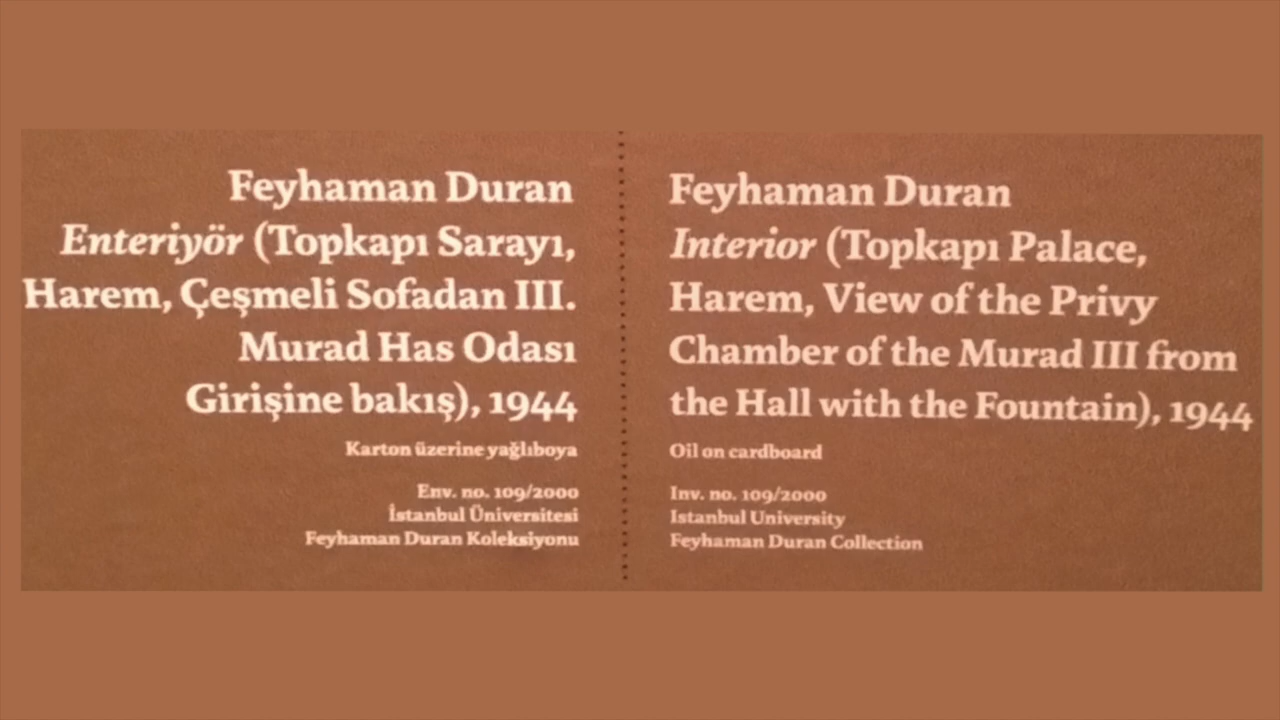 Feyhaman Duran
Enteriyör (Topkapı Sarayı,
Harem, Çeşmeli Sofadan III.
Murad Has Odası
Girişine bakış), 1944
Karton üzerine yağlıboya
Env. no. 109/2000
İstanbul Üniversitesi
Feyhaman Duran Koleksiyonu
Feyhaman Duran
Interior (Topkapı Palace,
Harem, View of the Privy
Chamber of the Murad III from
the Hall with the Fountain), 1944
Oil on cardboard
Inv. no. 109/2000
Istanbul University
Feyhaman Duran Collection